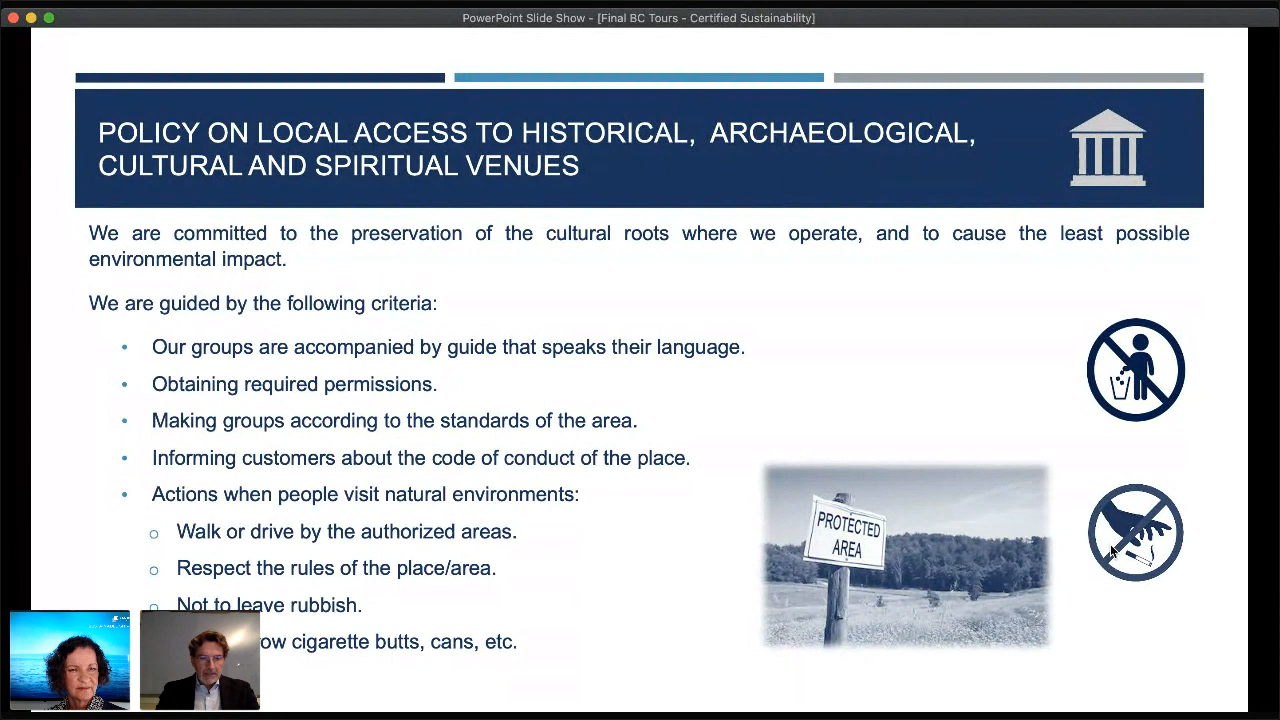 PowerPoint Slide Show - [Final BC Tours - Certified Sustainability]
POLICY ON LOCAL ACCESS TO HISTORICAL, ARCHAEOLOGICAL,
CULTURAL AND SPIRITUAL VENUES
We are committed to the preservation of the cultural roots where we operate, and to cause the least possible
environmental impact.
We are guided by the following criteria:
• Our groups are accompanied by guide that speaks their language.
• Obtaining required permissions.
• Making groups according to the standards of the area.
• Informing customers about the code of conduct of the place.
• Actions when people visit natural environments:
o Walk or drive by the authorized areas.
o Respect the rules of the place/area.
o Not to leave rubbish.
cigarette butts, cans, etc.
PROTECTED
AREA